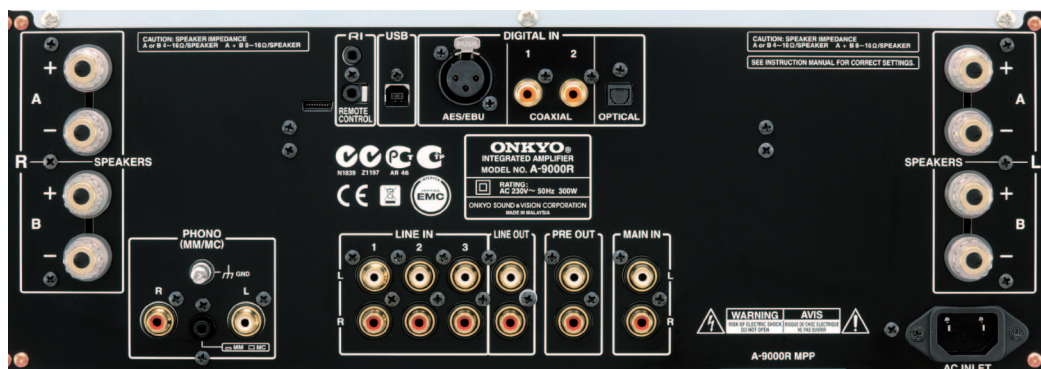 CAUTION: SPEAKER IMPEDANCE
A or B 4~16Ω/SPEAKER A + B 8~16Ω/SPEAKER
RI
USB
DIGITAL IN
CAUTION: SPEAKER IMPEDANCE
A or B 4~16Ω/SPEAKER A + B 8~16Ω/SPEAKER
SEE INSTRUCTION MANUAL FOR CORRECT SETTINGS.
PUSH
1 2
REMOTE
CONTROL
AES/EBU
COAXIAL
OPTICAL
+
A
−
R
SPEAKERS
+
B
−
+
A
−
SPEAKERS
L
+
B
−
N1839 Z1197 AR 46
CE
EMC
ONKYO®
INTEGRATED AMPLIFIER
MODEL NO. A-9000R
RATING:
AC 230V~ 50Hz 300W
ONKYO SOUND & VISION CORPORATION
MADE IN MALAYSIA
PHONO
(MM/MC)
GND
R L
MM MC
LINE IN
1 2 3
LINE OUT
PRE OUT
MAIN IN
L
R
L
R
WARNING
RISK OF ELECTRIC SHOCK
DO NOT OPEN
AVIS
RISQUE DE CHOC ELECTRIQUE
NE PAS OUVRIR
A-9000R MPP
AC INLET